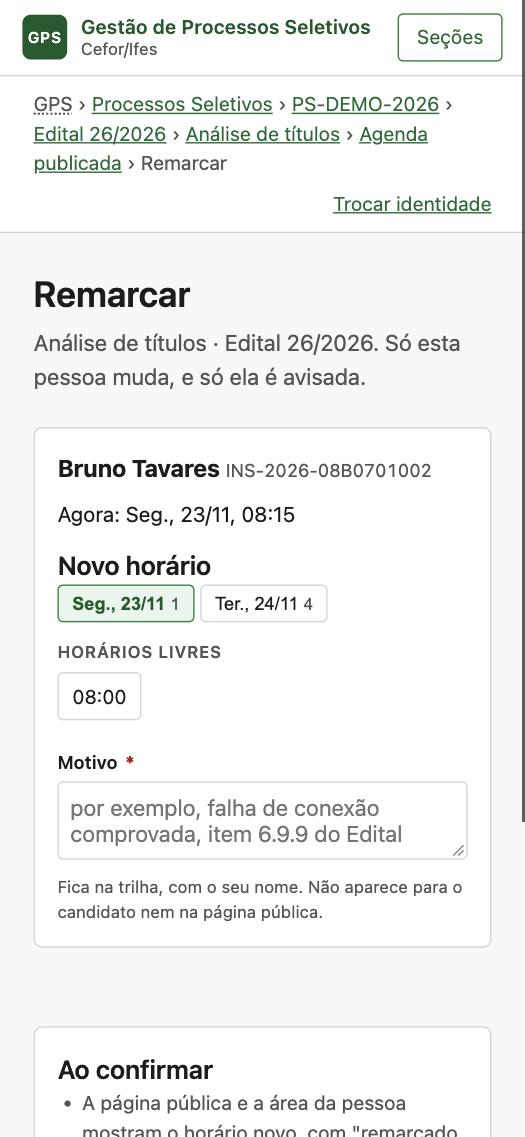 GPS
Gestão de Processos Seletivos
Cefor/Ifes
Seções
GPS › Processos Seletivos › PS-DEMO-2026 ›
Edital 26/2026 › Análise de títulos › Agenda
publicada › Remarcar
Trocar identidade
Remarcar
Análise de títulos · Edital 26/2026. Só esta
pessoa muda, e só ela é avisada.
Bruno Tavares INS-2026-08B0701002
Agora: Seg., 23/11, 08:15
Novo horário
Seg., 23/11 1
Ter., 24/11 4
HORÁRIOS LIVRES
08:00
Motivo *
por exemplo, falha de conexão
comprovada, item 6.9.9 do Edital
Fica na trilha, com o seu nome. Não aparece para o
candidato nem na página pública.
Ao confirmar
• A página pública e a área da pessoa
mostram o horário novo, com "remarcado